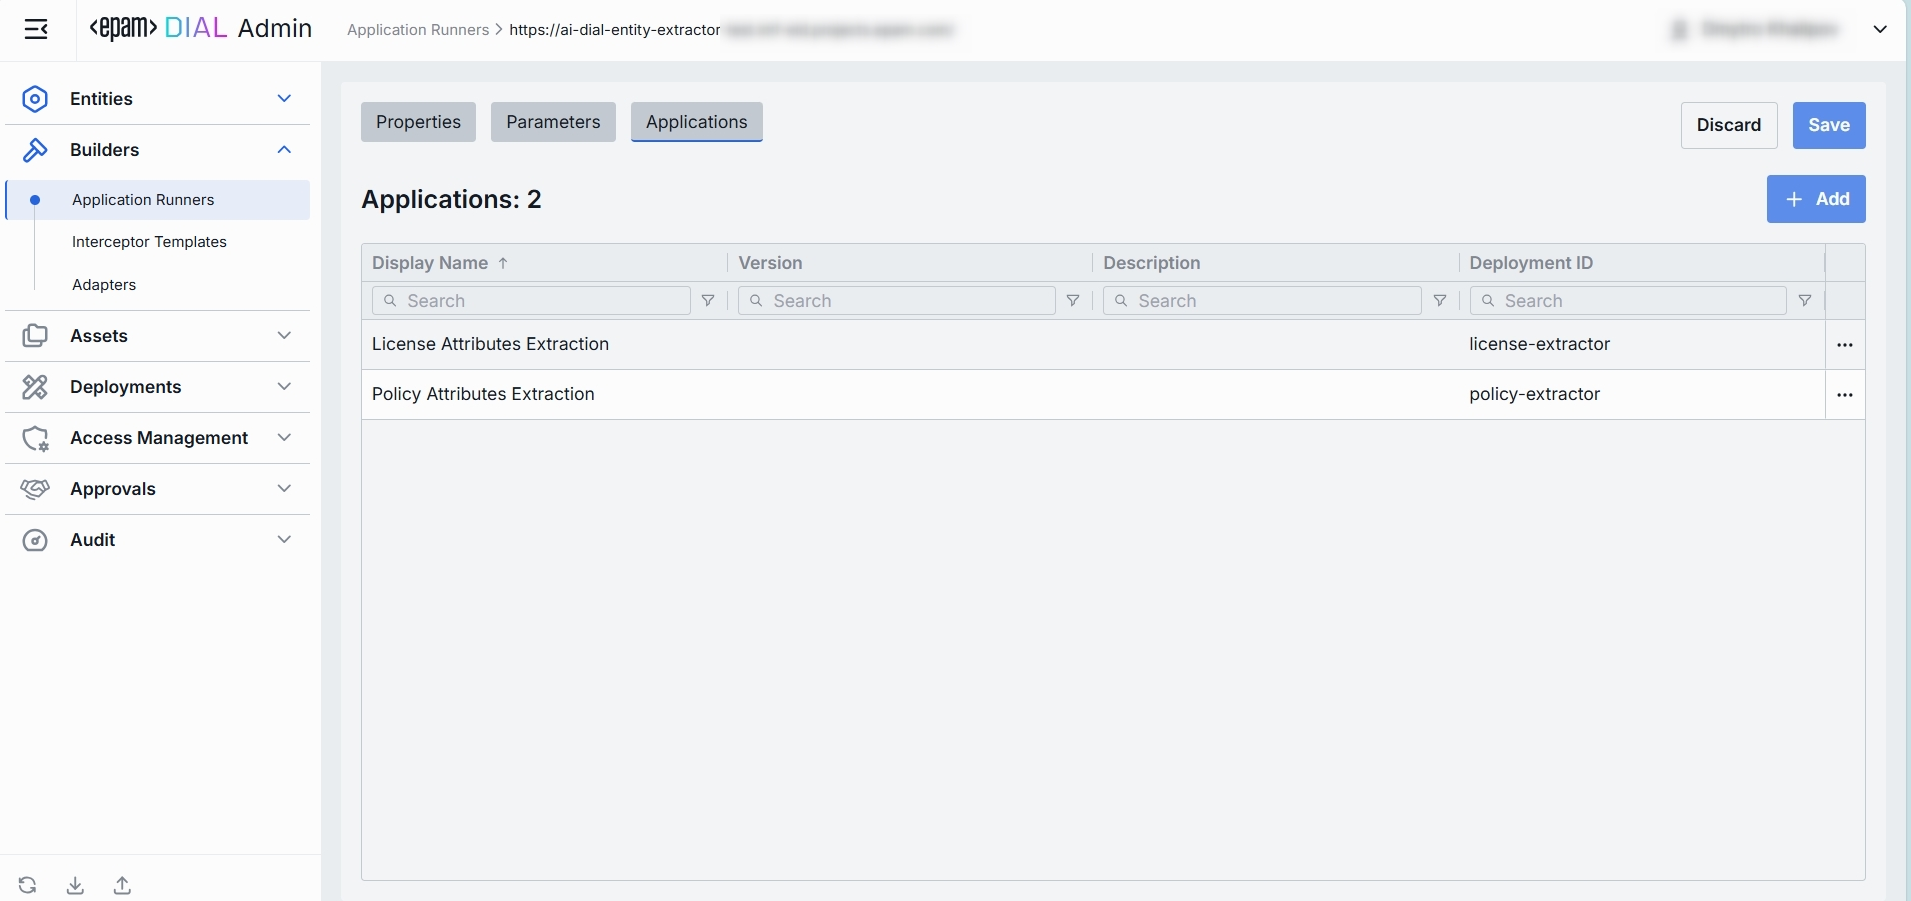 <epam> DIAL Admin
Application Runners > https://ai-dial-entity-extractor
Entities
Builders
Application Runners
Interceptor Templates
Adapters
Assets
Deployments
Access Management
Approvals
Audit
Properties
Parameters
Applications
Discard
Save
Applications: 2
+ Add
Display Name ↑ Version Description Deployment ID
Search Search Search Search
License Attributes Extraction license-extractor ...
Policy Attributes Extraction policy-extractor ...